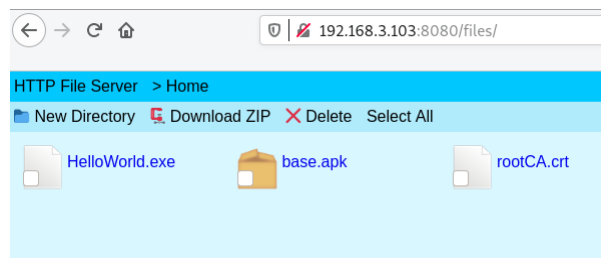 192.168.3.103:8080/files/
HTTP File Server > Home
New Directory Download ZIP Delete Select All
HelloWorld.exe base.apk rootCA.crt